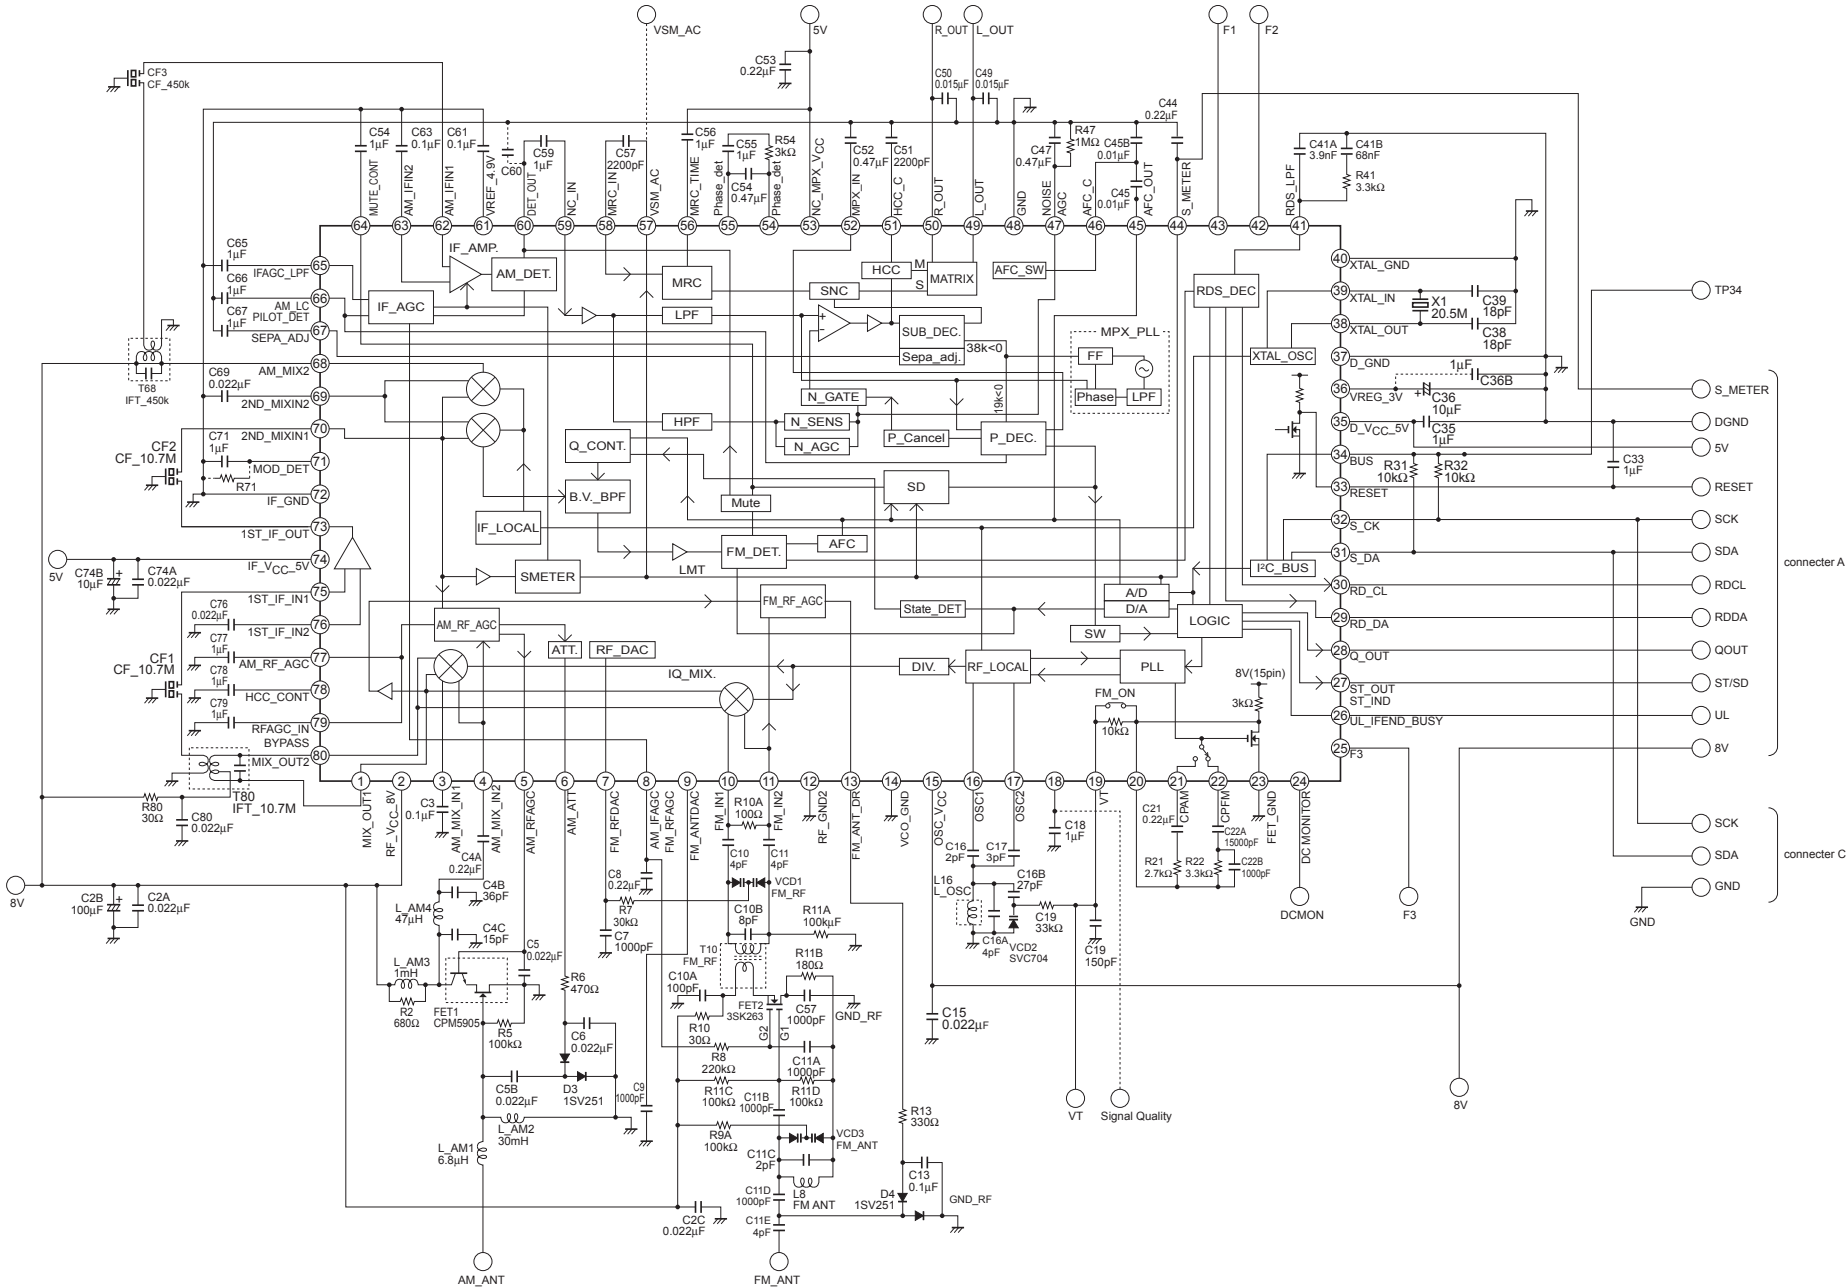 VSM_AC
5V
R_OUT
L_OUT
F1
F2
CF3
CF_450k
C53
0.22µF
C50
0.015µF
C49
0.015µF
C44
0.22µF
C54
1µF
C63
0.1µF
C61
0.1µF
C60
C59
1µF
C57
2200pF
C56
1µF
C55
1µF
R54
3kΩ
C54
0.47µF
C52
0.47µF
C51
2200pF
C47
0.47µF
R47
1MΩ
C45B
0.01µF
C45
0.01µF
C41A
3.9nF
C41B
68nF
R41
3.3kΩ
MUTE_CONT
AM_IFIN2
AM_IFIN1
VREF_4.9V
DET_OUT
NC_IN
MRC_IN
VSM_AC
MRC_TIME
Phase_det
Phase_det
NC_MPX_VCC
MPX_IN
HCC_C
R_OUT
L_OUT
GND
NOISE
AGC
AFC_C
AFC_OUT
S_METER
RDS_LPF
64
63
62
61
60
59
58
57
56
55
54
53
52
51
50
49
48
47
46
45
44
43
42
41
C65
1µF
65
IFAGC_LPF
C66
1µF
66
AM_LC
PILOT_DET
C67
1µF
67
SEPA_ADJ
68
AM_MIX2
T68
IFT_450k
C69
0.022µF
69
2ND_MIXIN2
70
2ND_MIXIN1
CF2
CF_10.7M
C71
1µF
71
MOD_DET
R71
72
IF_GND
73
1ST_IF_OUT
5V
74
IF_VCC_5V
C74B
10µF
C74A
0.022µF
75
1ST_IF_IN1
C76
0.022µF
76
1ST_IF_IN2
C77
1µF
77
AM_RF_AGC
CF1
CF_10.7M
C78
1µF
78
HCC_CONT
C79
1µF
79
RFAGC_IN
BYPASS
80
MIX_OUT2
T80
IFT_10.7M
R80
30Ω
C80
0.022µF
IF_AMP.
AM_DET.
IF_AGC
MRC
HCC
M
S
MATRIX
SNC
LPF
SUB_DEC.
Sepa_adj.
38k<0
AFC_SW
RDS_DEC
MPX_PLL
FF
Phase
LPF
XTAL_OSC
N_GATE
HPF
N_SENS
N_AGC
P_Cancel
19k<0
P_DEC.
Q_CONT.
B.V._BPF
SD
Mute
IF_LOCAL
FM_DET.
AFC
LMT
SMETER
I²C_BUS
FM_RF_AGC
AM_RF_AGC
State_DET
A/D
D/A
LOGIC
SW
ATT.
RF_DAC
IQ_MIX.
DIV.
RF_LOCAL
PLL
FM_ON
10kΩ
8V(15pin)
3kΩ
40
XTAL_GND
39
XTAL_IN
X1
20.5M
C39
18pF
38
XTAL_OUT
C38
18pF
37
D_GND
1µF
C36B
36
VREG_3V
C36
10µF
35
D_VCC_5V
C35
1µF
34
BUS
R31
10kΩ
R32
10kΩ
C33
1µF
33
RESET
32
S_CK
31
S_DA
30
RD_CL
29
RD_DA
28
Q_OUT
27
ST_OUT
ST_IND
26
UL_IFEND_BUSY
25
F3
TP34
S_METER
DGND
5V
RESET
SCK
SDA
RDCL
RDDA
QOUT
ST/SD
UL
8V
connecter A
SCK
SDA
GND
connecter C
GND
1
2
3
4
5
6
7
8
9
10
11
12
13
14
15
16
17
18
19
20
21
22
23
24
MIX_OUT1
RF_VCC_8V
AM_MIX_IN1
AM_MIX_IN2
AM_RFAGC
AM_ATT
FM_RFDAC
AM_IFAGC
FM_RFAGC
FM_ANTDAC
FM_IN1
FM_IN2
RF_GND2
FM_ANT_DR
VCO_GND
OSC_VCC
OSC1
OSC2
VT
CPAM
CPFM
FET_GND
DC MONITOR
8V
C2B
100µF
C2A
0.022µF
C3
0.1µF
C4A
0.22µF
C4B
36pF
L_AM4
47µH
C4C
15pF
L_AM3
1mH
R2
680Ω
FET1
CPM5905
C5
0.022µF
R5
100kΩ
R6
470Ω
C6
0.022µF
C5B
0.022µF
D3
1SV251
L_AM2
30mH
L_AM1
6.8µH
AM_ANT
C8
0.22µF
R7
30kΩ
C7
1000pF
C9
1000pF
R10A
100Ω
C10
4pF
C11
4pF
VCD1
FM_RF
C10B
8pF
R11A
100kµF
T10
FM_RF
C10A
100pF
R11B
180Ω
FET2
3SK263
C57
1000pF
GND_RF
G2
G1
R10
30Ω
R8
220kΩ
C11A
1000pF
R11C
100kΩ
R11D
100kΩ
C11B
1000pF
R9A
100kΩ
VCD3
FM_ANT
C11C
2pF
L8
FM ANT
C11D
1000pF
C11E
4pF
C2C
0.022µF
FM_ANT
R13
330Ω
C13
0.1µF
D4
1SV251
GND_RF
C15
0.022µF
C16
2pF
C17
3pF
L16
L_OSC
C16B
27pF
C16A
4pF
VCD2
SVC704
C19
33kΩ
C19
150pF
C18
1µF
VT
Signal Quality
C21
0.22µF
C22A
15000pF
R21
2.7kΩ
R22
3.3kΩ
C22B
1000pF
DCMON
F3
8V